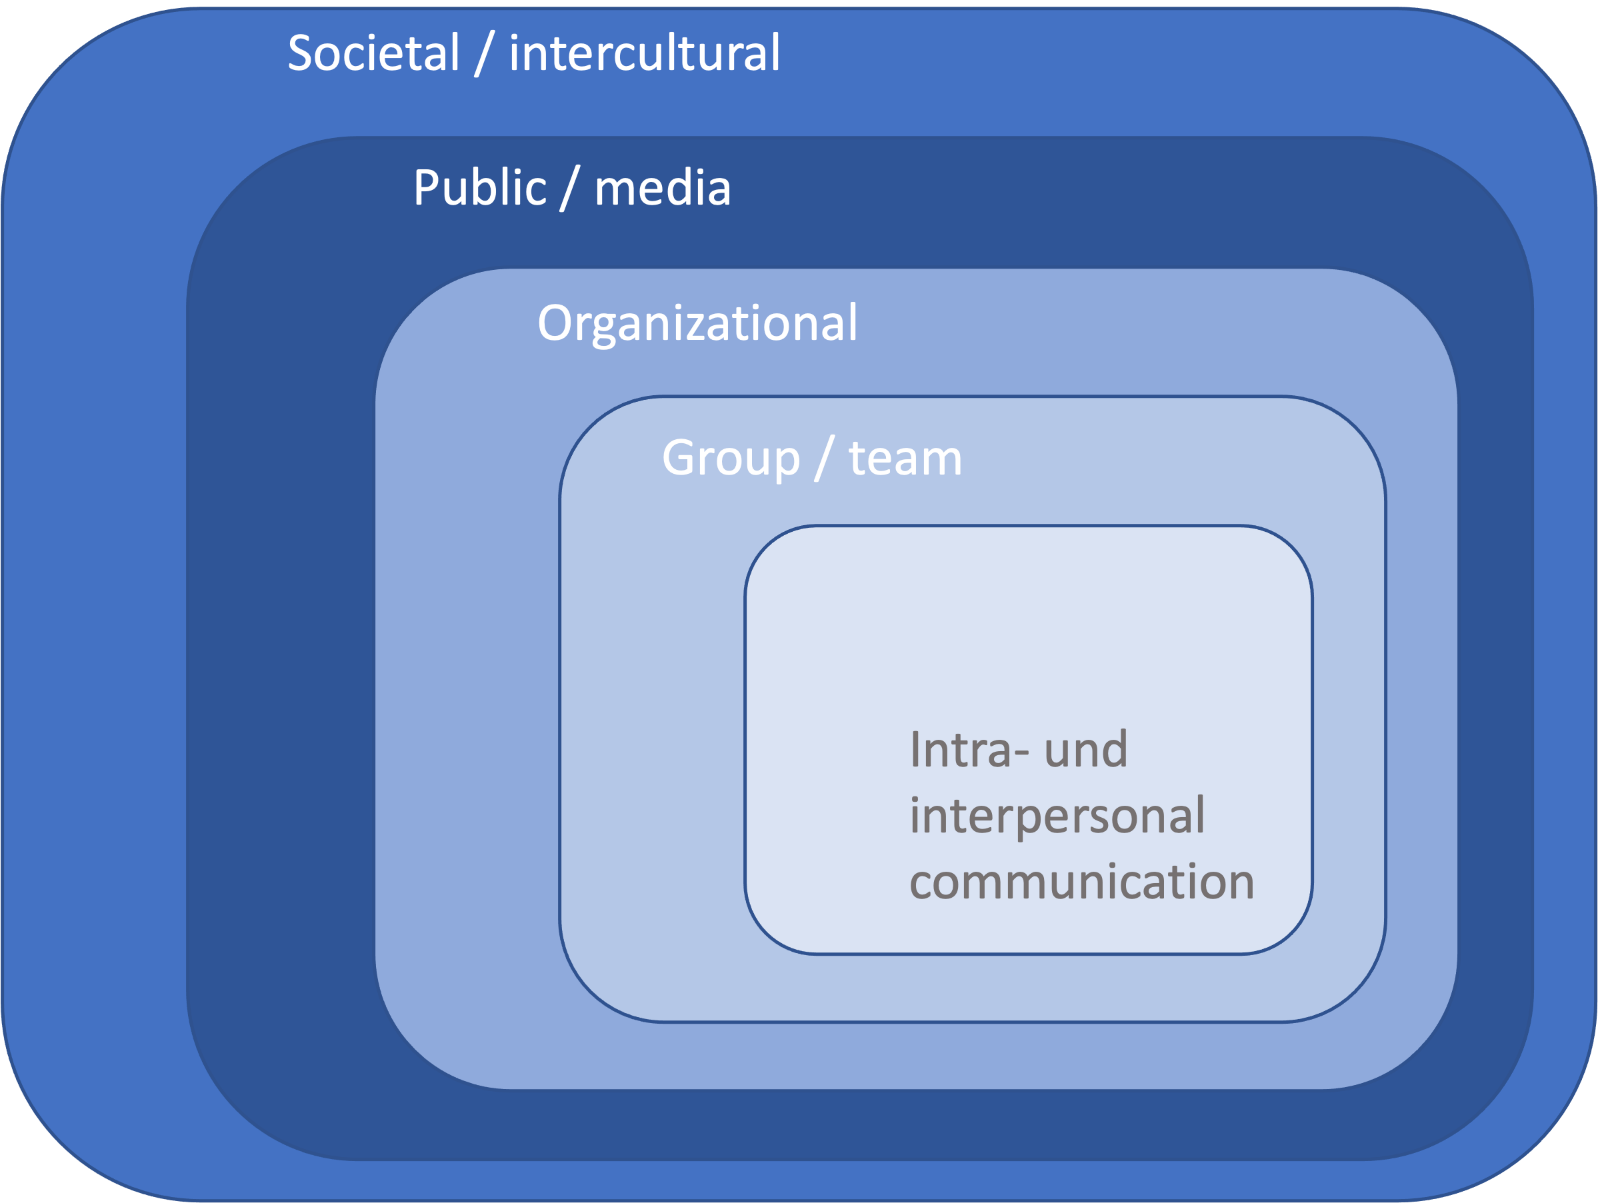 Societal / intercultural
Public / media
Organizational
Group / team
Intra- und
interpersonal
communication